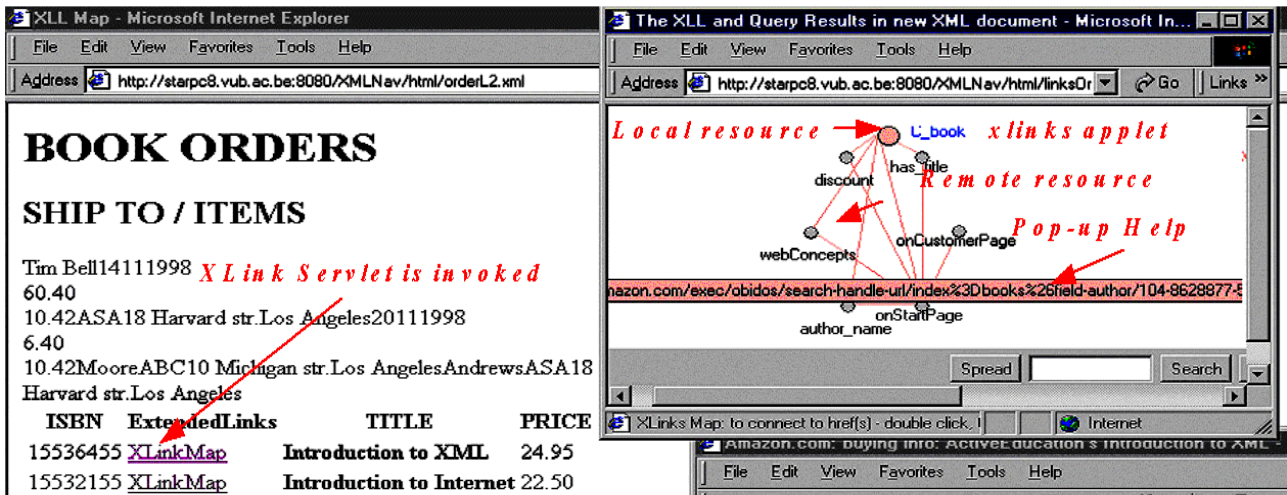 XLL Map - Microsoft Internet Explorer
File Edit View Favorites Tools Help
Address http://starpc8.vub.ac.be:8080/XMLNav/html/orderL2.xml
BOOK ORDERS
SHIP TO / ITEMS
Tim Bell14111998
XLink Servlet is invoked
60.40
10.42ASA18 Harvard str.Los Angeles20111998
6.40
10.42MooreABC10 Michigan str.Los AngelesAndrewsASA18
Harvard str.Los Angeles
ISBN ExtendedLinks TITLE PRICE
15536455 XLinkMap Introduction to XML 24.95
15532155 XLinkMap Introduction to Internet 22.50
The XLL and Query Results in new XML document - Microsoft In...
File Edit View Favorites Tools Help
Address http://starpc8.vub.ac.be:8080/XMLNav/html/linksOr Go Links »
Local resource
_book
xlinks applet
has_title
discount
Remote resource
onCustomerPage
Pop-up Help
webConcepts
mazon.com/exec/obidos/search-handle-url/index%3Dbooks%26field-author/104-8628877-5
onStartPage
author_name
Spread Search
XLinks Map: to connect to href(s) - double click, Internet
Amazon.com: buying info: ActiveEducation's Introduction to XML -
File Edit View Favorites Tools Help